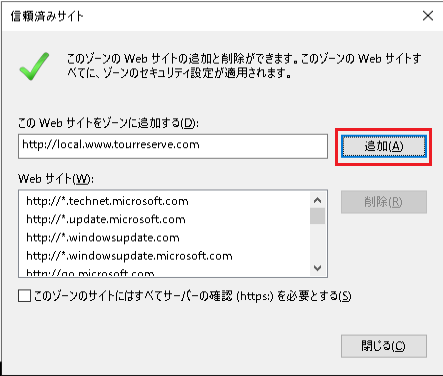 信頼済みサイト
このゾーンの Web サイトの追加と削除ができます。このゾーンの Web サイトす
べてに、ゾーンのセキュリティ設定が適用されます。
この Web サイトをゾーンに追加する(D):
http://local.www.tourreserve.com
追加(A)
Web サイト(W):
http://*.technet.microsoft.com
http://*.update.microsoft.com
http://*.windowsupdate.com
http://*.windowsupdate.microsoft.com
http://go.microsoft.com
削除(R)
このゾーンのサイトにはすべてサーバーの確認 (https:) を必要とする(S)
閉じる(C)